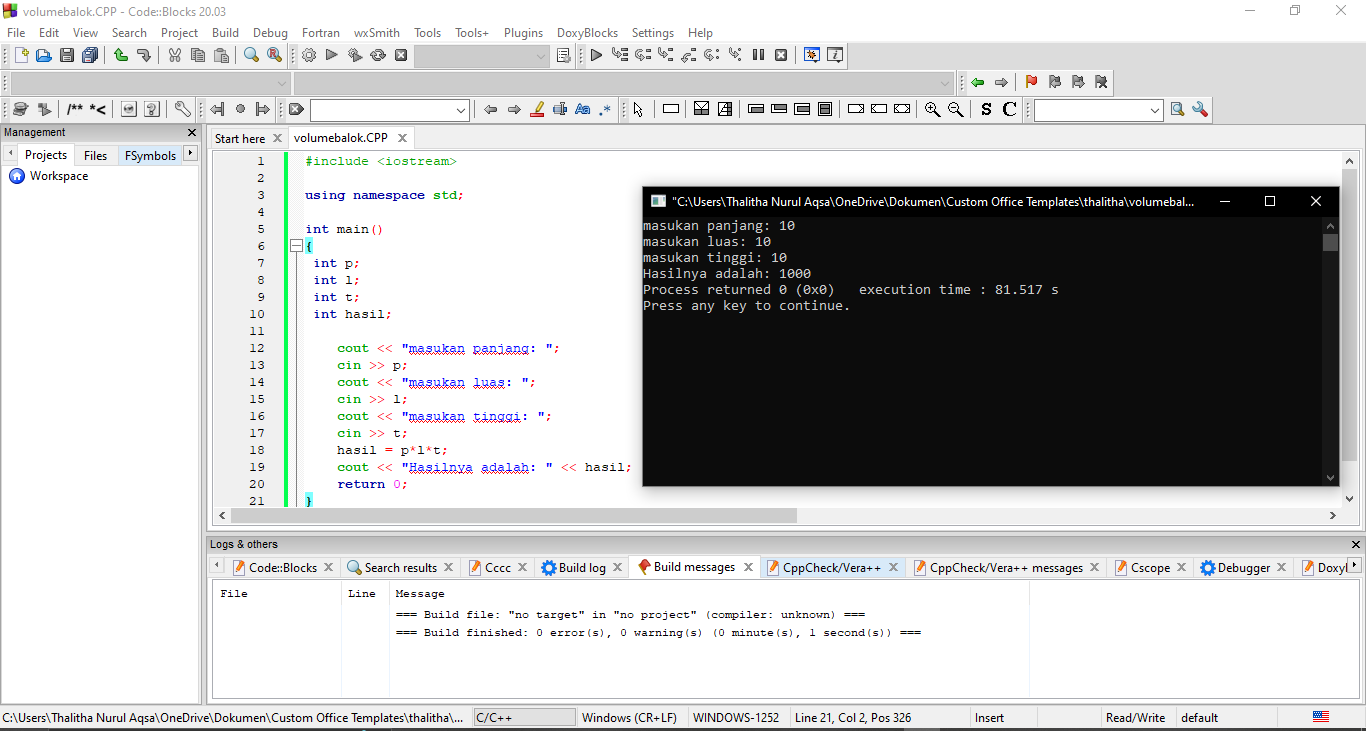 volumebalok.CPP - Code::Blocks 20.03
File Edit View Search Project Build Debug Fortran wxSmith Tools Tools+ Plugins DoxyBlocks Settings Help
/** *<
Aa .*
S C
Management
Projects Files FSymbols
Workspace
Start here volumebalok.CPP
1 #include <iostream>
2
3 using namespace std;
4
5 int main()
6 {
7 int p;
8 int l;
9 int t;
10 int hasil;
11
12 cout << "masukan panjang: ";
13 cin >> p;
14 cout << "masukan luas: ";
15 cin >> l;
16 cout << "masukan tinggi: ";
17 cin >> t;
18 hasil = p*l*t;
19 cout << "Hasilnya adalah: " << hasil;
20 return 0;
21 }
"C:\Users\Thalitha Nurul Aqsa\OneDrive\Dokumen\Custom Office Templates\thalitha\volumebal...
masukan panjang: 10
masukan luas: 10
masukan tinggi: 10
Hasilnya adalah: 1000
Process returned 0 (0x0) execution time : 81.517 s
Press any key to continue.
Logs & others
Code::Blocks Search results Cccc Build log Build messages CppCheck/Vera++ CppCheck/Vera++ messages Cscope Debugger Doxyl
File Line Message
=== Build file: "no target" in "no project" (compiler: unknown) ===
=== Build finished: 0 error(s), 0 warning(s) (0 minute(s), 1 second(s)) ===
C:\Users\Thalitha Nurul Aqsa\OneDrive\Dokumen\Custom Office Templates\thalitha\... C/C++ Windows (CR+LF) WINDOWS-1252 Line 21, Col 2, Pos 326 Insert Read/Write default